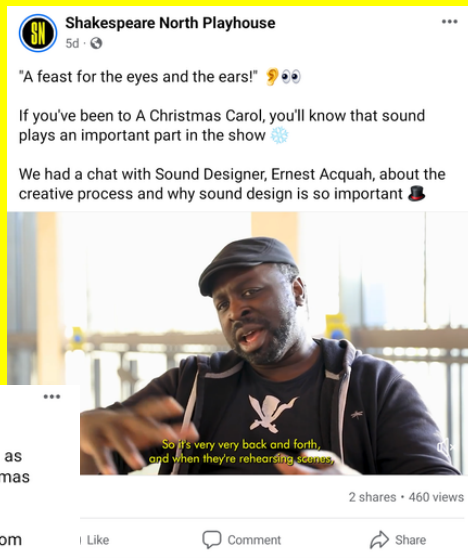 SN
Shakespeare North Playhouse
5d ·
"A feast for the eyes and the ears!"
If you've been to A Christmas Carol, you'll know that sound
plays an important part in the show
We had a chat with Sound Designer, Ernest Acquah, about the
creative process and why sound design is so important
So it's very very back and forth,
and when they're rehearsing scenes,
as
mas
om
2 shares • 460 views
Like
Comment
Share